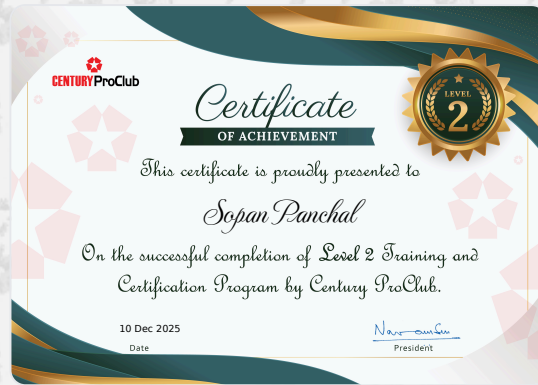 CENTURY ProClub
LEVEL
2
Certificate
OF ACHIEVEMENT
This certificate is proudly presented to
Sopan Panchal
On the successful completion of Level 2 Training and
Certification Program by Century ProClub.
10 Dec 2025
Date
President